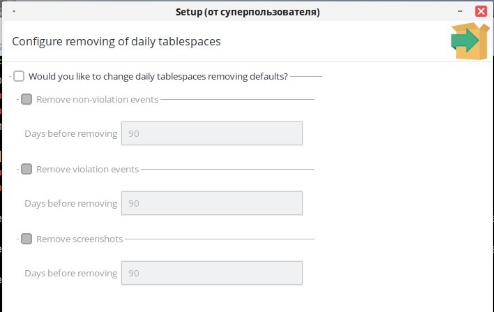 Setup (от суперпользователя)
Configure removing of daily tablespaces
Would you like to change daily tablespaces removing defaults?
Remove non-violation events
Days before removing 90
Remove violation events
Days before removing 90
Remove screenshots
Days before removing 90